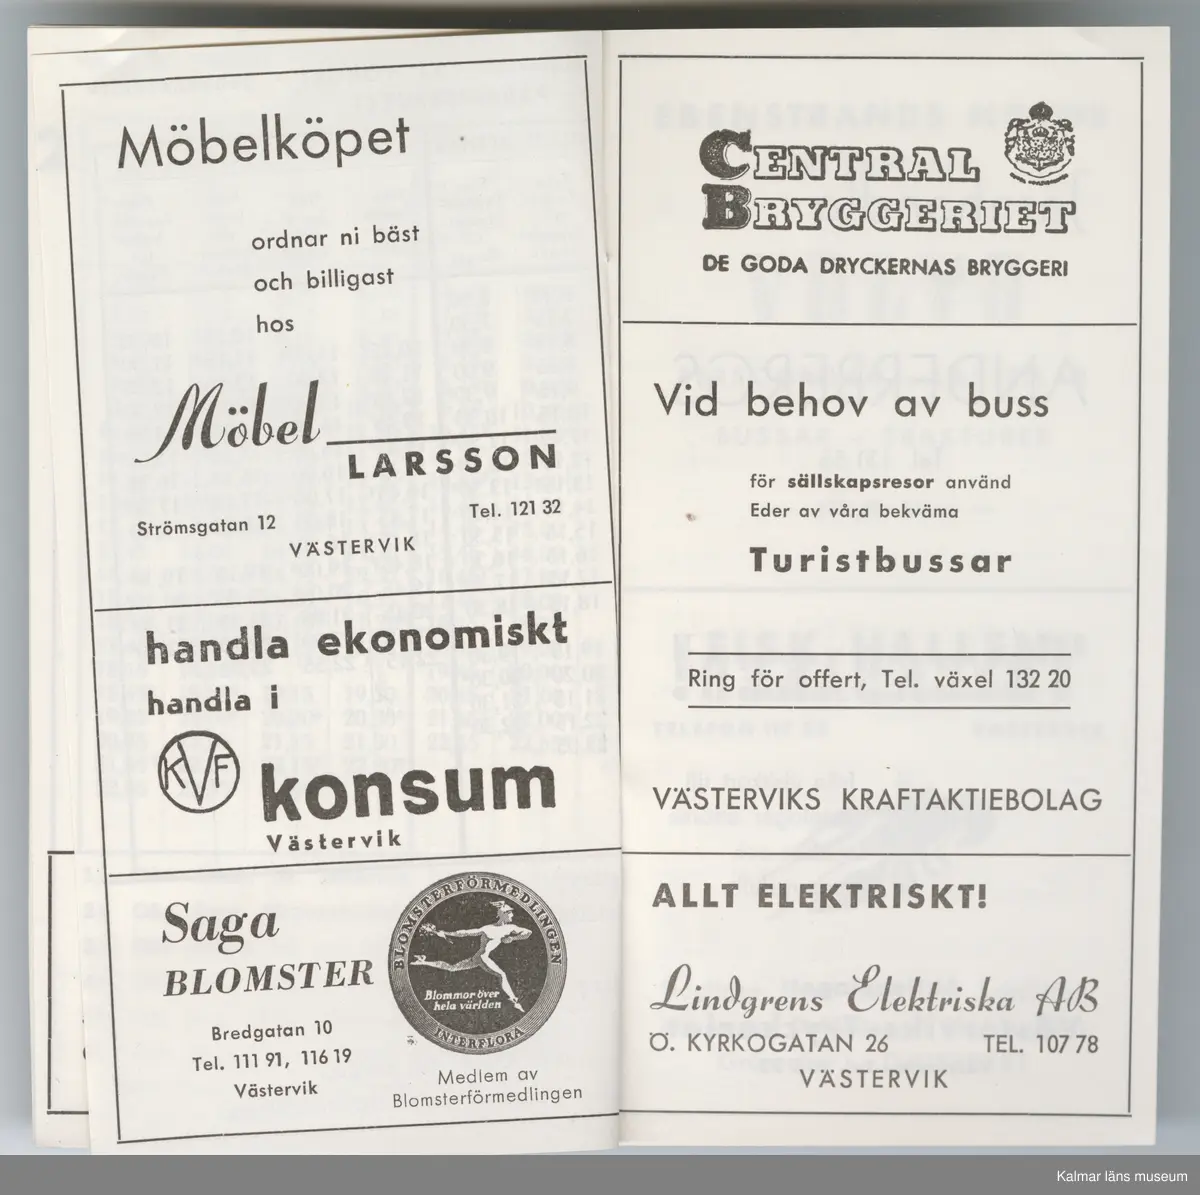 Möbelköpet
ordnar ni bäst
och billigast
hos
Möbel
LARSSON
Strömsgatan 12
Tel. 121 32
VÄSTERVIK
handla ekonomiskt
handla i
KVF
konsum
Västervik
Saga
BLOMSTER
Bredgatan 10
Tel. 111 91, 116 19
Västervik
BLOMSTERFÖRMEDLINGEN
Blommor över
hela världen
INTERFLORA
Medlem av
Blomsterförmedlingen
CENTRAL
BRYGGERIET
DE GODA DRYCKERNAS BRYGGERI
Vid behov av buss
för sällskapsresor använd
Eder av våra bekväma
Turistbussar
Ring för offert, Tel. växel 132 20
VÄSTERVIKS KRAFTAKTIEBOLAG
ALLT ELEKTRISKT!
Lindgrens Elektriska AB
Ö. KYRKOGATAN 26
TEL. 107 78
VÄSTERVIK
Kalmar läns museum